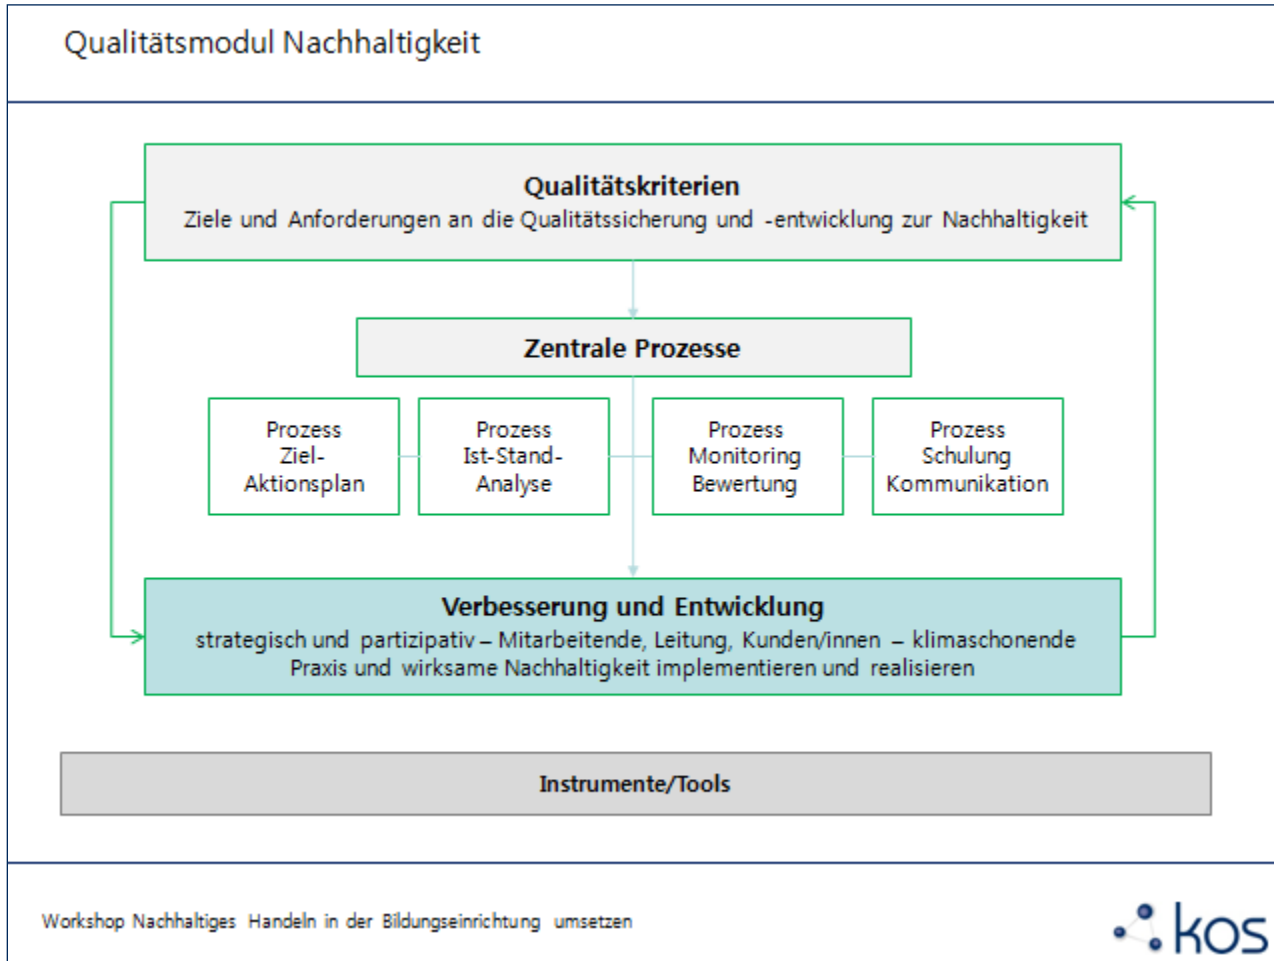 Qualitätsmodul Nachhaltigkeit
Qualitätskriterien
Ziele und Anforderungen an die Qualitätssicherung und -entwicklung zur Nachhaltigkeit
Zentrale Prozesse
Prozess
Ziel-
Aktionsplan
Prozess
Ist-Stand-
Analyse
Prozess
Monitoring
Bewertung
Prozess
Schulung
Kommunikation
Verbesserung und Entwicklung
strategisch und partizipativ – Mitarbeitende, Leitung, Kunden/innen – klimaschonende
Praxis und wirksame Nachhaltigkeit implementieren und realisieren
Instrumente/Tools
Workshop Nachhaltiges Handeln in der Bildungseinrichtung umsetzen
kos